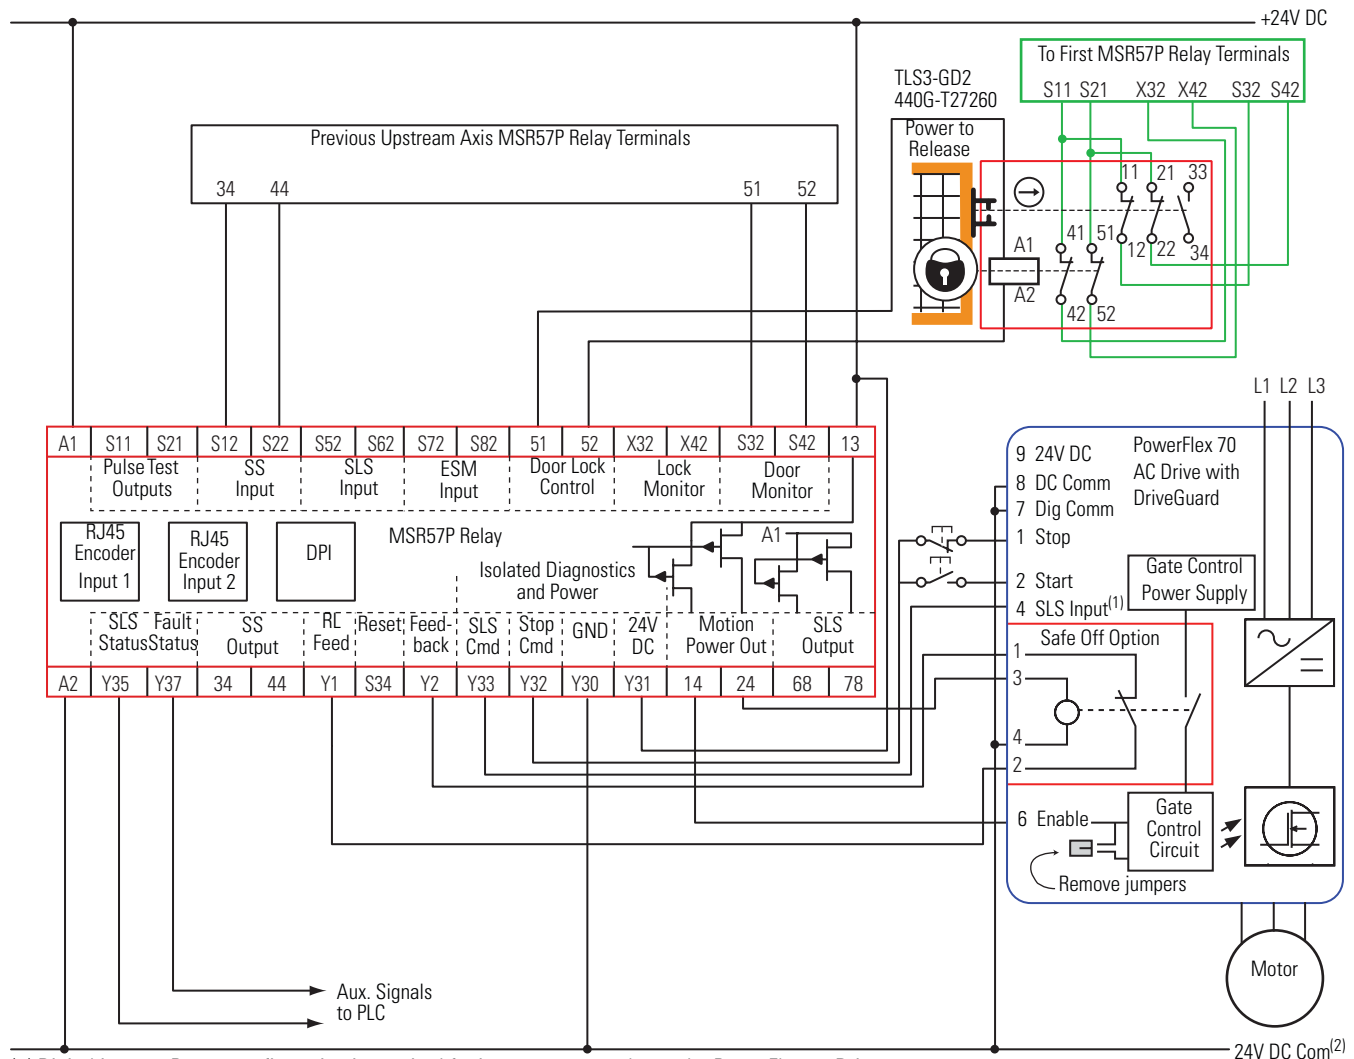 +24V DC
To First MSR57P Relay Terminals
S11 S21 X32 X42 S32 S42
TLS3-GD2
440G-T27260
Power to
Release
Previous Upstream Axis MSR57P Relay Terminals
34 44 51 52
11 21 33
41 51 12 22 34
A1
A2
42 52
L1 L2 L3
A1 S11 S21 S12 S22 S52 S62 S72 S82 51 52 X32 X42 S32 S42 13
Pulse Test
Outputs
SS
Input
SLS
Input
ESM
Input
Door Lock
Control
Lock
Monitor
Door
Monitor
RJ45
Encoder
Input 1
RJ45
Encoder
Input 2
DPI
MSR57P Relay
A1
Isolated Diagnostics
and Power
SLS
Status
Fault
Status
SS
Output
RL
Feed
Reset
Feed-
back
SLS
Cmd
Stop
Cmd
GND
24V
DC
Motion
Power Out
SLS
Output
A2 Y35 Y37 34 44 Y1 S34 Y2 Y33 Y32 Y30 Y31 14 24 68 78
PowerFlex 70
AC Drive with
DriveGuard
9 24V DC
8 DC Comm
7 Dig Comm
1 Stop
2 Start
4 SLS Input(1)
Gate Control
Power Supply
Safe Off Option
1
3
4
2
6 Enable
Gate
Control
Circuit
Remove jumpers
Motor
Aux. Signals
to PLC
24V DC Com(2)